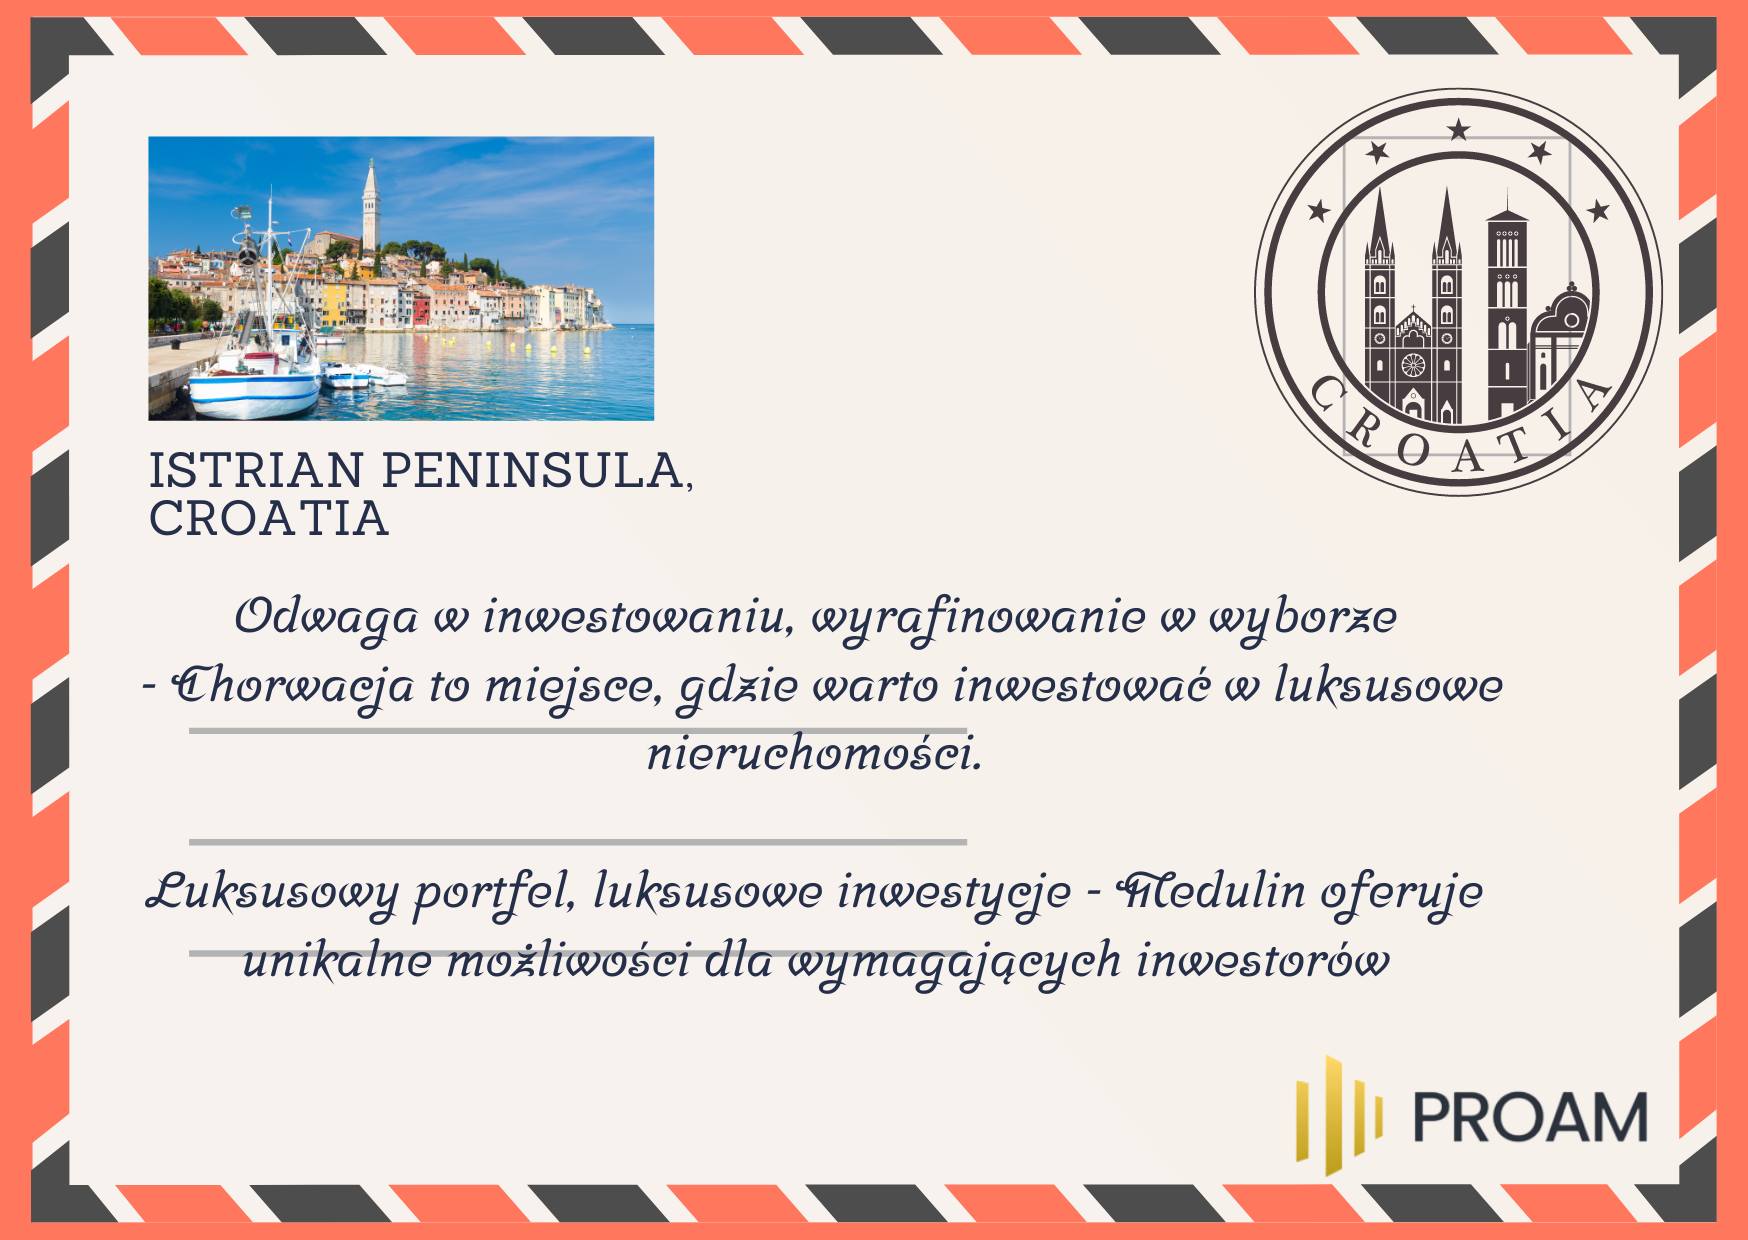 CROATIA
ISTRIAN PENINSULA,
CROATIA
Odwaga w inwestowaniu, wyrafinowanie w wyborze
- Chorwacja to miejsce, gdzie warto inwestować w luksusowe
nieruchomości.
Luksusowy portfel, luksusowe inwestycje - Medulin oferuje
unikalne możliwości dla wymagających inwestorów
PROAM